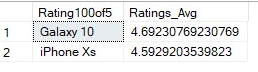 Rating100of5 Ratings_Avg
1 Galaxy 10 4.69230769230769
2 iPhone Xs 4.5929203539823